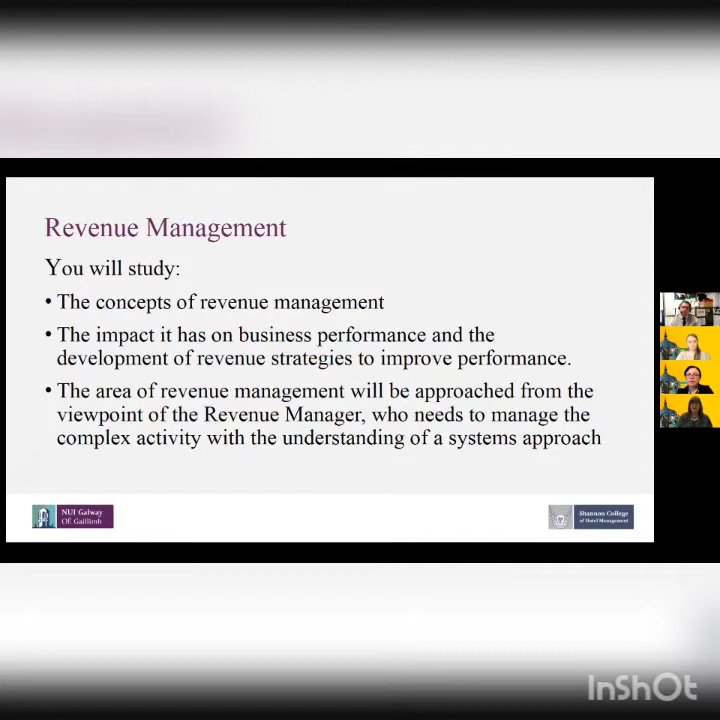 Revenue Management
You will study:
• The concepts of revenue management
• The impact it has on business performance and the
development of revenue strategies to improve performance.
• The area of revenue management will be approached from the
viewpoint of the Revenue Manager, who needs to manage the
complex activity with the understanding of a systems approach
NUI Galway
OÉ Gaillimh
Shannon College
of Hotel Management
InShOt